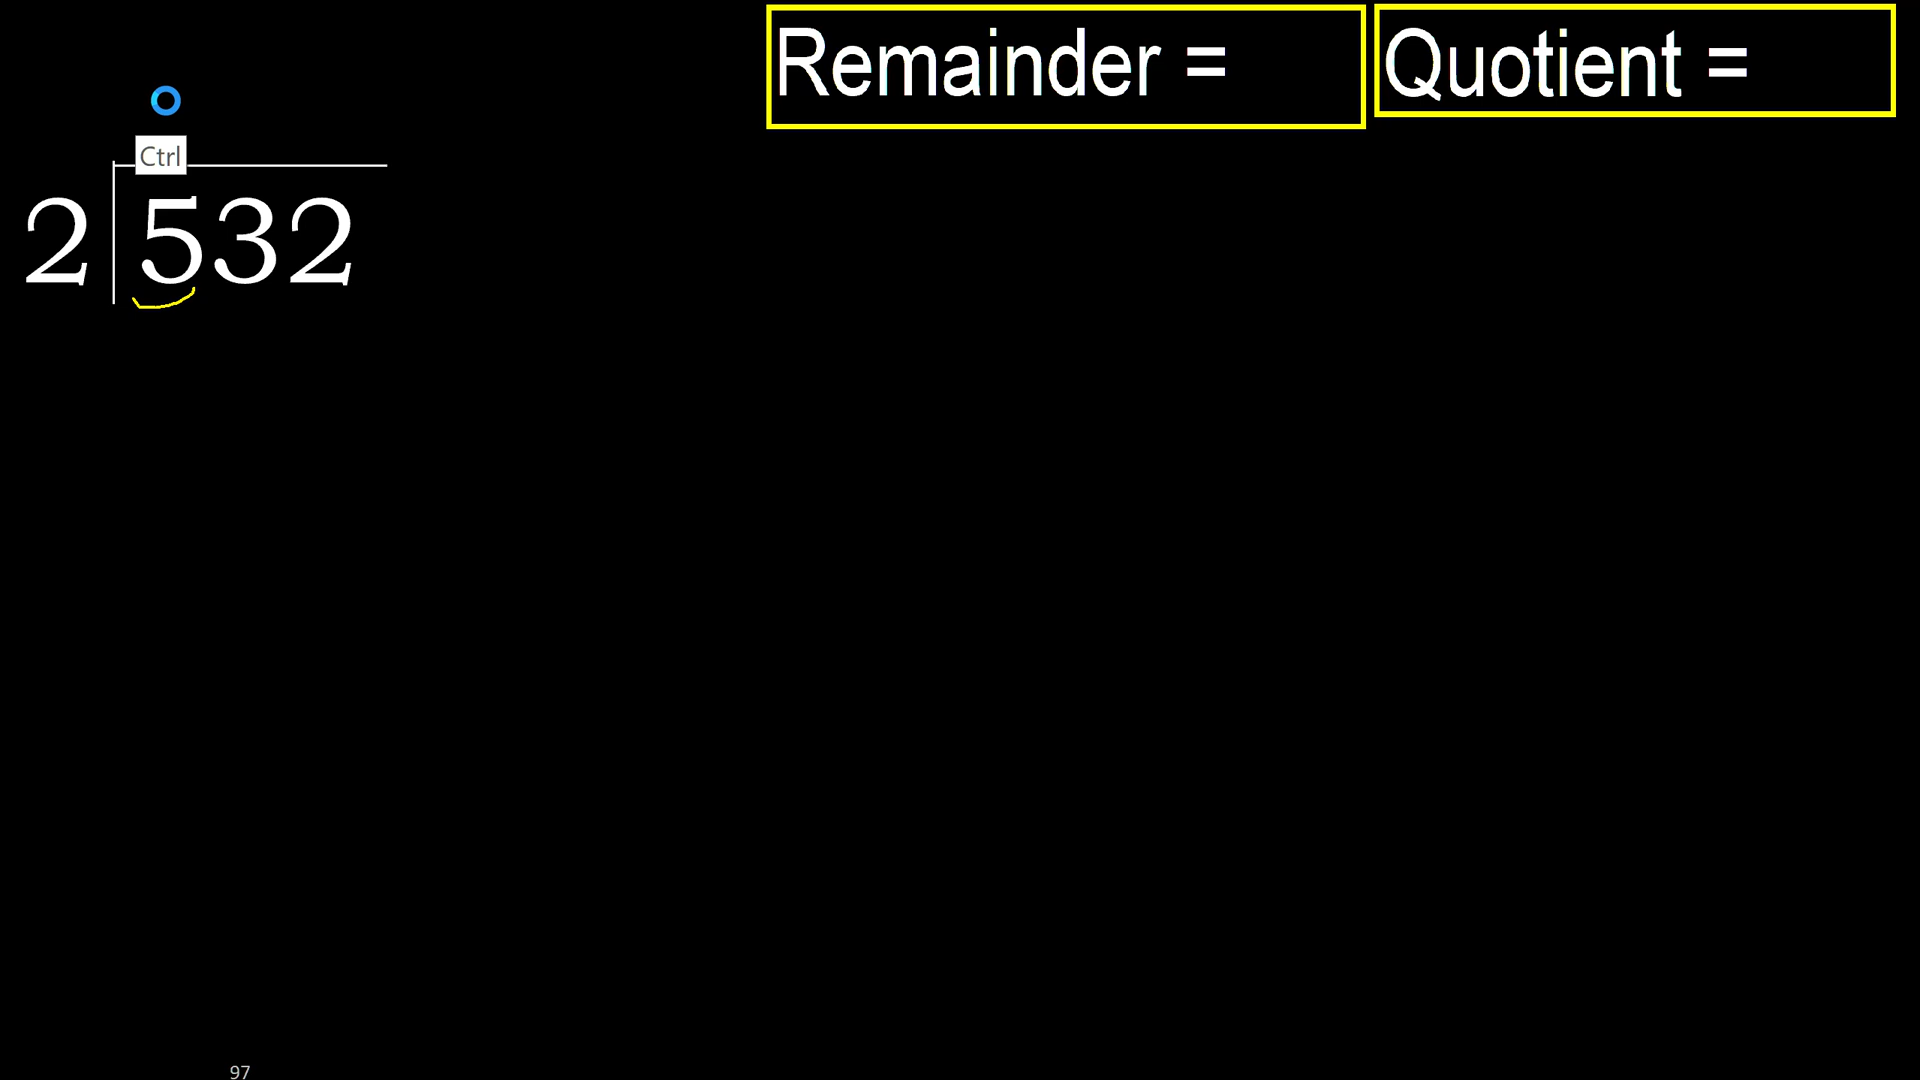 Remainder = Quotient =
Ctrl
2 532
97